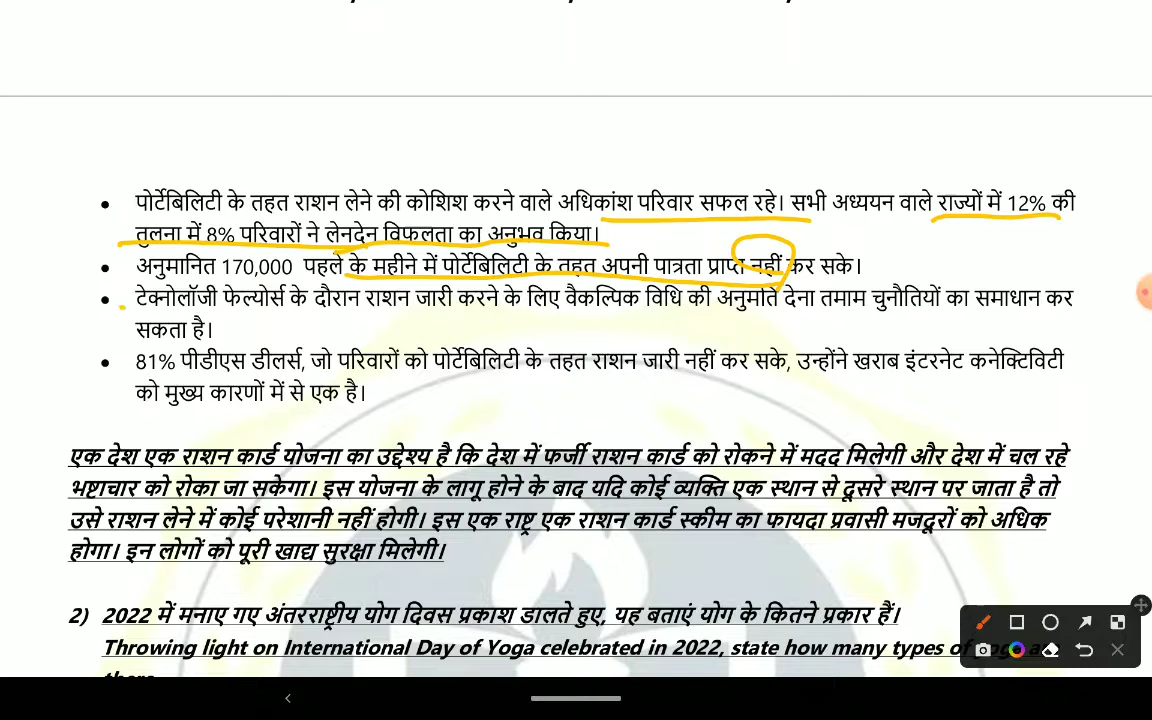 पोर्टेबिलिटी के तहत राशन लेने की कोशिश करने वाले अधिकांश परिवार सफल रहे। सभी अध्ययन वाले राज्यों में 12% की
तुलना में 8% परिवारों ने लेनदेन विफलता का अनुभव किया।
अनुमानित 170,000 पहले के महीने में पोर्टेबिलिटी के तहत अपनी पात्रता प्राप्त नहीं कर सके।
टेक्नोलॉजी फेल्योर्स के दौरान राशन जारी करने के लिए वैकल्पिक विधि की अनुमति देना तमाम चुनौतियों का समाधान कर
सकता है।
81% पीडीएस डीलर्स, जो परिवारों को पोर्टेबिलिटी के तहत राशन जारी नहीं कर सके, उन्होंने खराब इंटरनेट कनेक्टिविटी
को मुख्य कारणों में से एक है।
एक देश एक राशन कार्ड योजना का उद्देश्य है कि देश में फर्जी राशन कार्ड को रोकने में मदद मिलेगी और देश में चल रहे
भष्टाचार को रोका जा सकेगा। इस योजना के लागू होने के बाद यदि कोई व्यक्ति एक स्थान से दूसरे स्थान पर जाता है तो
उसे राशन लेने में कोई परेशानी नहीं होगी। इस एक राष्ट्र एक राशन कार्ड स्कीम का फायदा प्रवासी मजदूरों को अधिक
होगा। इन लोगों को पूरी खाद्य सुरक्षा मिलेगी।
2) 2022 में मनाए गए अंतरराष्ट्रीय योग दिवस प्रकाश डालते हुए, यह बताएं योग के कितने प्रकार हैं।
Throwing light on International Day of Yoga celebrated in 2022, state how many types of